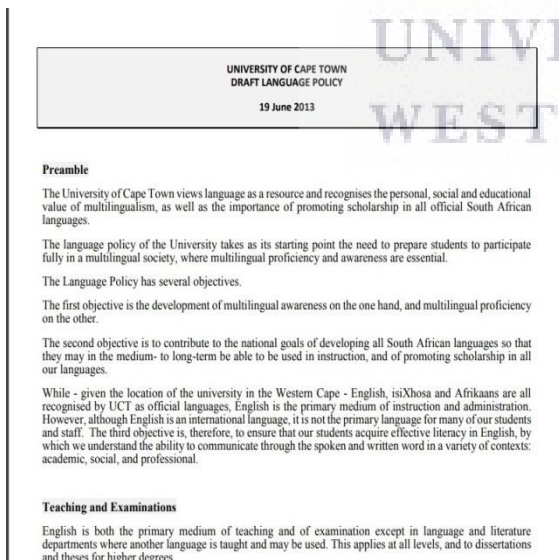 UNIV
WEST
UNIVERSITY OF CAPE TOWN
DRAFT LANGUAGE POLICY
19 June 2013
Preamble
The University of Cape Town views language as a resource and recognises the personal, social and educational
value of multilingualism, as well as the importance of promoting scholarship in all official South African
languages.
The language policy of the University takes as its starting point the need to prepare students to participate
fully in a multilingual society, where multilingual proficiency and awareness are essential.
The Language Policy has several objectives.
The first objective is the development of multilingual awareness on the one hand, and multilingual proficiency
on the other.
The second objective is to contribute to the national goals of developing all South African languages so that
they may in the medium- to long-term be able to be used in instruction, and of promoting scholarship in all
our languages.
While - given the location of the university in the Western Cape - English, isiXhosa and Afrikaans are all
recognised by UCT as official languages, English is the primary medium of instruction and administration.
However, although English is an international language, it is not the primary language for many of our students
and staff. The third objective is, therefore, to ensure that our students acquire effective literacy in English, by
which we understand the ability to communicate through the spoken and written word in a variety of contexts:
academic, social, and professional.
Teaching and Examinations
English is both the primary medium of teaching and of examination except in language and literature
departments where another language is taught and may be used. This applies at all levels, and to dissertations
and theses for higher degrees.